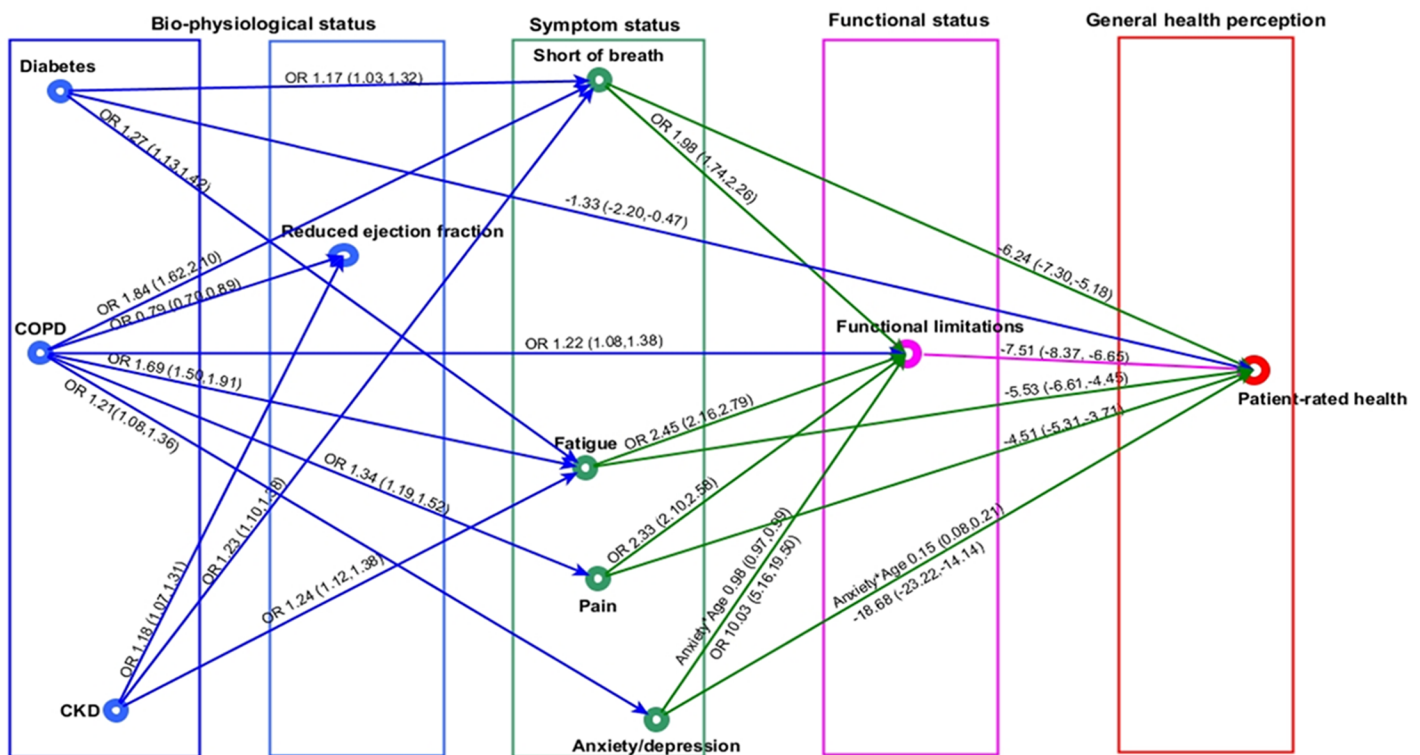 Bio-physiological status
Symptom status
Functional status
General health perception
Diabetes
Short of breath
OR 1.17 (1.03,1.32)
OR 1.27 (1.13,1.42)
OR 1.98 (1.74,2.26)
-1.33 (-2.20,-0.47)
Reduced ejection fraction
-6.24 (-7.30,-5.18)
OR 1.84 (1.62,2.10)
OR 0.79 (0.70,0.89)
COPD
OR 1.22 (1.08,1.38)
Functional limitations
-7.51 (-8.37, -6.65)
OR 1.69 (1.50,1.91)
OR 1.21(1.08,1.36)
-5.53 (-6.61,-4.45)
Patient-rated health
OR 2.45 (2.16,2.79)
Fatigue
-4.51 (-5.31,-3.71)
OR 1.34 (1.19,1.52)
OR 2.33 (2.10,2.58)
OR 1.23 (1.10,1.38)
OR 1.18 (1.07,1.31)
OR 1.24 (1.12,1.38)
Pain
Anxiety*Age 0.98 (0.97,0.99)
OR 10.03 (5.16,19.50)
Anxiety*Age 0.15 (0.08,0.21)
-18.68 (-23.22,-14.14)
CKD
Anxiety/depression